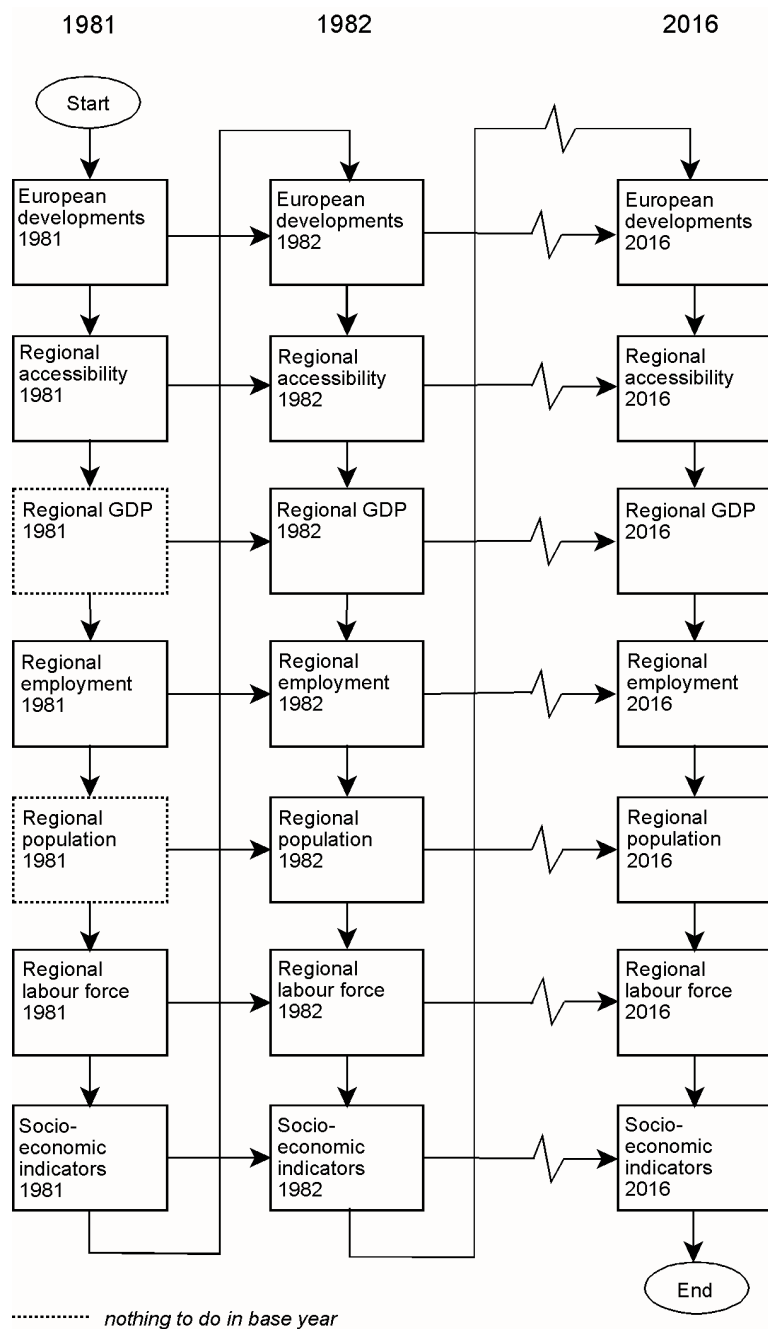 1981
1982
2016
Start
European
developments
1981
European
developments
1982
European
developments
2016
Regional
accessibility
1981
Regional
accessibility
1982
Regional
accessibility
2016
Regional GDP
1981
Regional GDP
1982
Regional GDP
2016
Regional
employment
1981
Regional
employment
1982
Regional
employment
2016
Regional
population
1981
Regional
population
1982
Regional
population
2016
Regional
labour force
1981
Regional
labour force
1982
Regional
labour force
2016
Socio-
economic
indicators
1981
Socio-
economic
indicators
1982
Socio-
economic
indicators
2016
End
nothing to do in base year